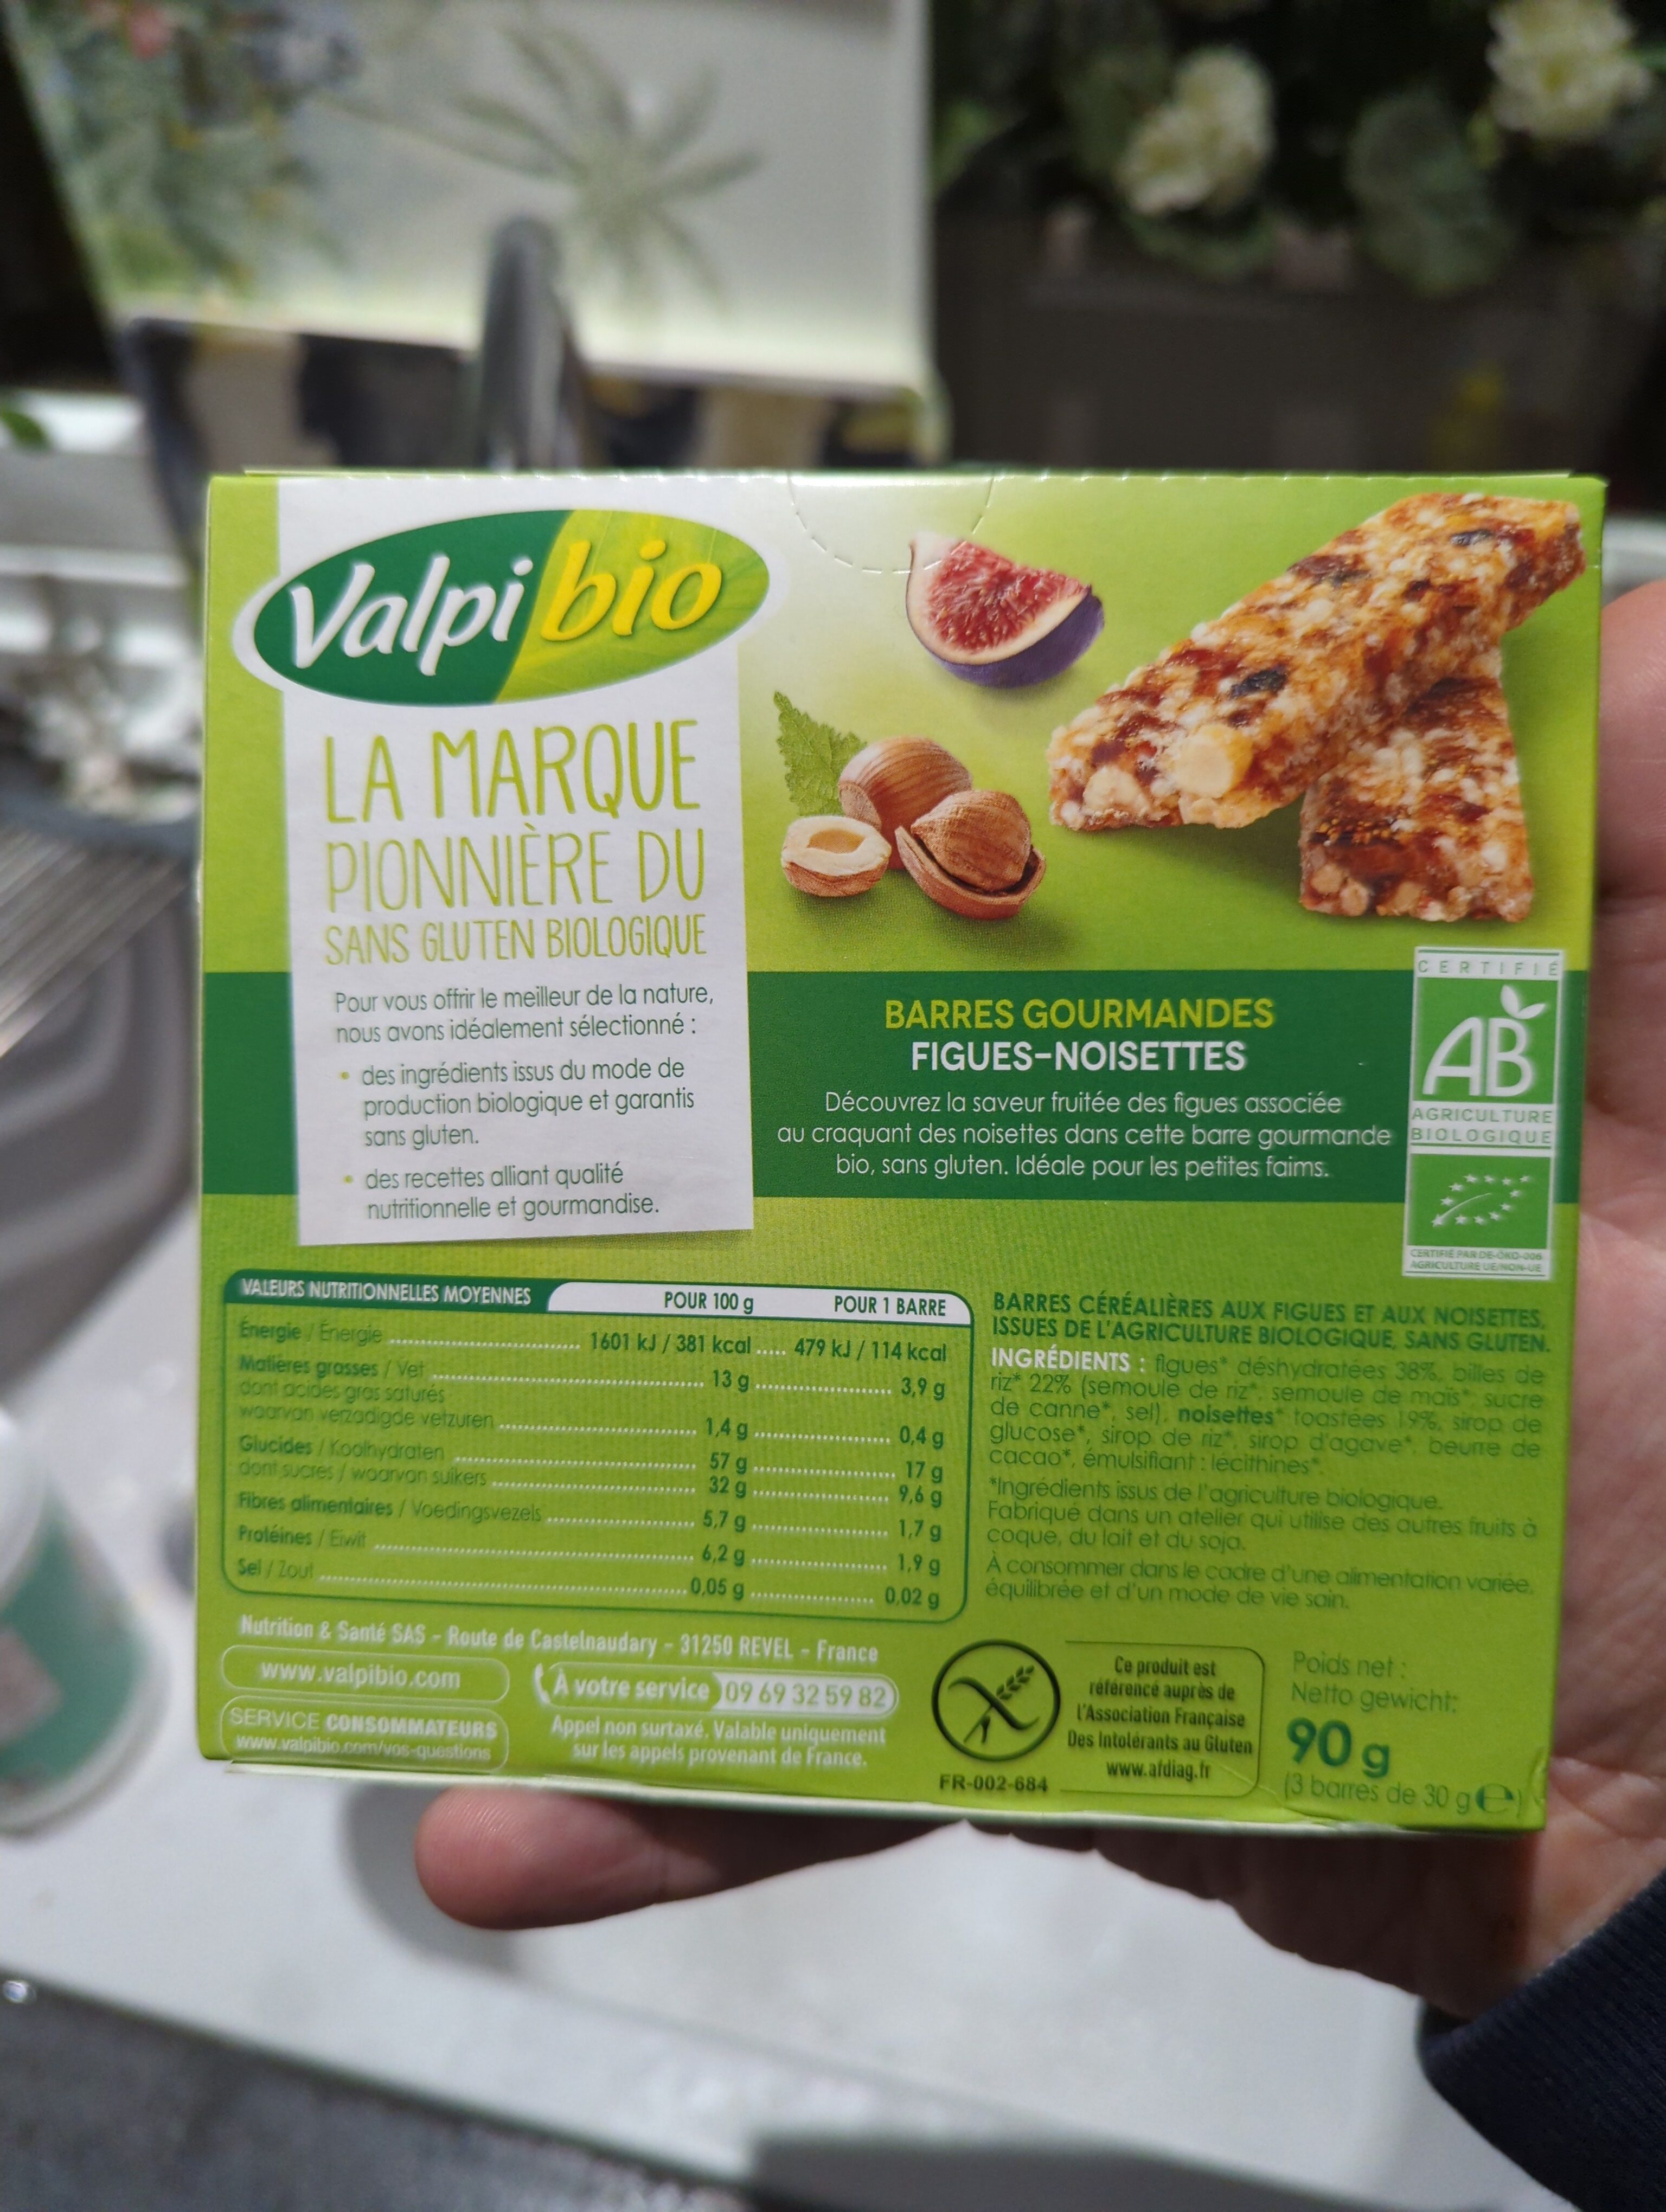 Valpi bio
LA MARQUE
PIONNIÈRE DU
SANS GLUTEN BIOLOGIQUE
Pour vous offrir le meilleur de la nature,
nous avons idéalement sélectionné :
• des ingrédients issus du mode de
production biologique et garantis
sans gluten.
• des recettes alliant qualité
nutritionnelle et gourmandise.
BARRES GOURMANDES
FIGUES-NOISETTES
Découvrez la saveur fruitée des figues associée
au craquant des noisettes dans cette barre gourmande
bio, sans gluten. Idéale pour les petites faims.
CERTIFIÉ
AB
AGRICULTURE
BIOLOGIQUE
CERTIFIÉ PAR DE-ÖKO-006
AGRICULTURE UE/NON-UE
VALEURS NUTRITIONNELLES MOYENNES POUR 100 g POUR 1 BARRE
Énergie / Energie 1601 kJ / 381 kcal 479 kJ / 114 kcal
Matières grasses / Vet 13 g 3,9 g
dont acides gras saturés
waarvan verzadigde vetzuren 1,4 g 0,4 g
Glucides / Koolhydraten 57 g 17 g
dont sucres / waarvan suikers 32 g 9,6 g
Fibres alimentaires / Voedingsvezels 5,7 g 1,7 g
Protéines / Eiwit 6,2 g 1,9 g
Sel / Zout 0,05 g 0,02 g
BARRES CÉRÉALIÈRES AUX FIGUES ET AUX NOISETTES,
ISSUES DE L'AGRICULTURE BIOLOGIQUE, SANS GLUTEN.
INGRÉDIENTS : figues* déshydratées 38%, billes de
riz* 22% (semoule de riz*, semoule de maïs*, sucre
de canne*, sel), noisettes* toastées 19%, sirop de
glucose*, sirop de riz*, sirop d'agave*, beurre de
cacao*, émulsifiant : lécithines*.
*Ingrédients issus de l'agriculture biologique.
Fabriqué dans un atelier qui utilise des autres fruits à
coque, du lait et du soja.
À consommer dans le cadre d'une alimentation variée,
équilibrée et d'un mode de vie sain.
Nutrition & Santé SAS - Route de Castelnaudary - 31250 REVEL - France
www.valpibio.com
À votre service 09 69 32 59 82
SERVICE CONSOMMATEURS
www.valpibio.com/vos-questions
Appel non surtaxé. Valable uniquement
sur les appels provenant de France.
FR-002-684
Ce produit est
référencé auprès de
l'Association Française
Des Intolérants au Gluten
www.afdiag.fr
Poids net :
Netto gewicht:
90 g
(3 barres de 30 g ℮)